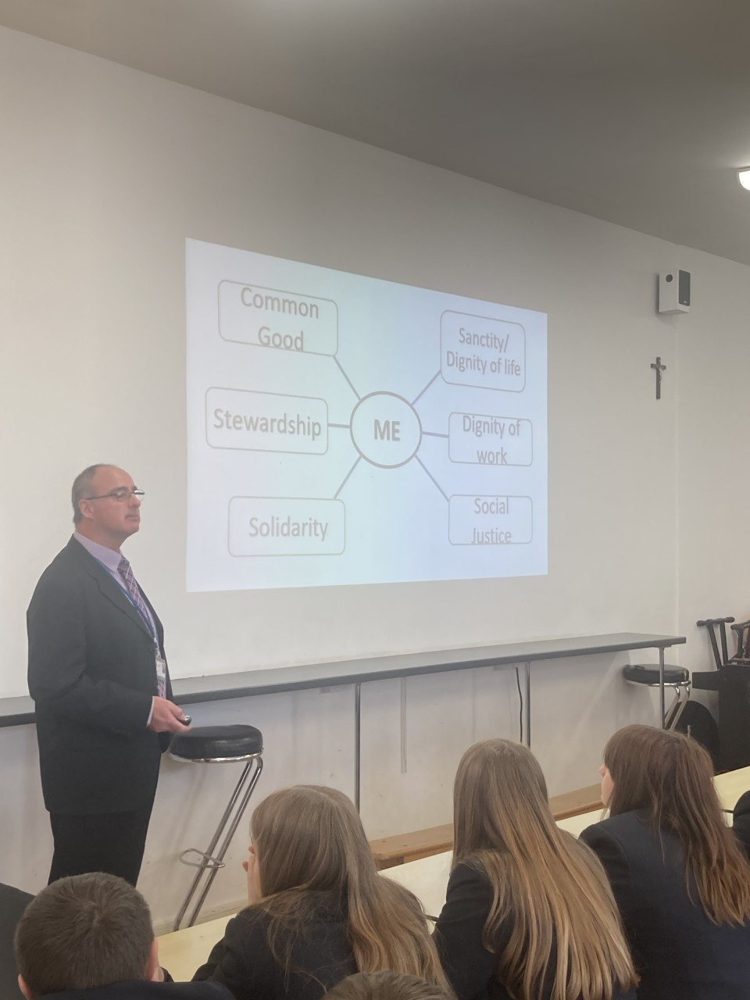 Common
Good
Stewardship
Solidarity
ME
Sanctity/
Dignity of life
Dignity of
work
Social
Justice